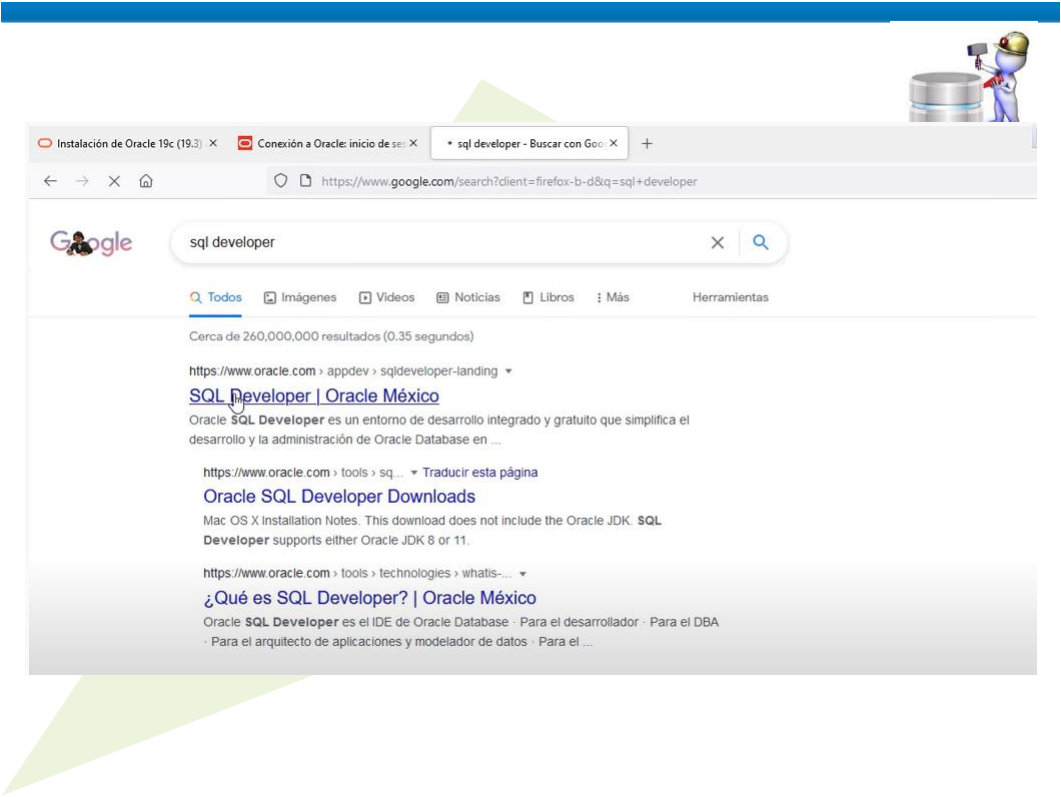 Instalación de Oracle 19c (19.3)
Conexión a Oracle: inicio de se
sql developer - Buscar con Goo
https://www.google.com/search?client=firefox-b-d&q=sql+developer
Google
sql developer
Todos
Imágenes
Videos
Noticias
Libros
Más
Herramientas
Cerca de 260,000,000 resultados (0.35 segundos)
https://www.oracle.com › appdev › sqldeveloper-landing
SQL Developer | Oracle México
Oracle SQL Developer es un entorno de desarrollo integrado y gratuito que simplifica el
desarrollo y la administración de Oracle Database en ...
https://www.oracle.com › tools › sq... Traducir esta página
Oracle SQL Developer Downloads
Mac OS X Installation Notes. This download does not include the Oracle JDK. SQL
Developer supports either Oracle JDK 8 or 11.
https://www.oracle.com › tools › technologies › whatis-...
¿Qué es SQL Developer? | Oracle México
Oracle SQL Developer es el IDE de Oracle Database · Para el desarrollador · Para el DBA
· Para el arquitecto de aplicaciones y modelador de datos · Para el ...